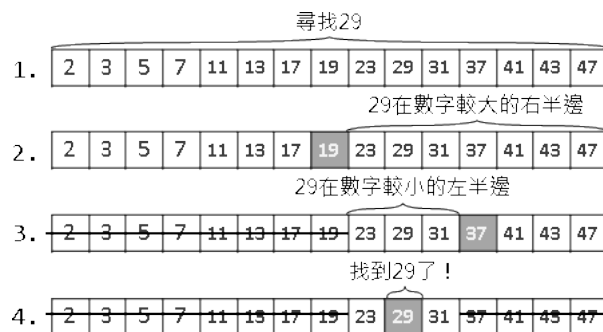 尋找29
1. 2 3 5 7 11 13 17 19 23 29 31 37 41 43 47
29在數字較大的右半邊
2. 2 3 5 7 11 13 17 19 23 29 31 37 41 43 47
29在數字較小的左半邊
3. 2 3 5 7 11 13 17 19 23 29 31 37 41 43 47
找到29了！
4. 2 3 5 7 11 13 17 19 23 29 31 37 41 43 47